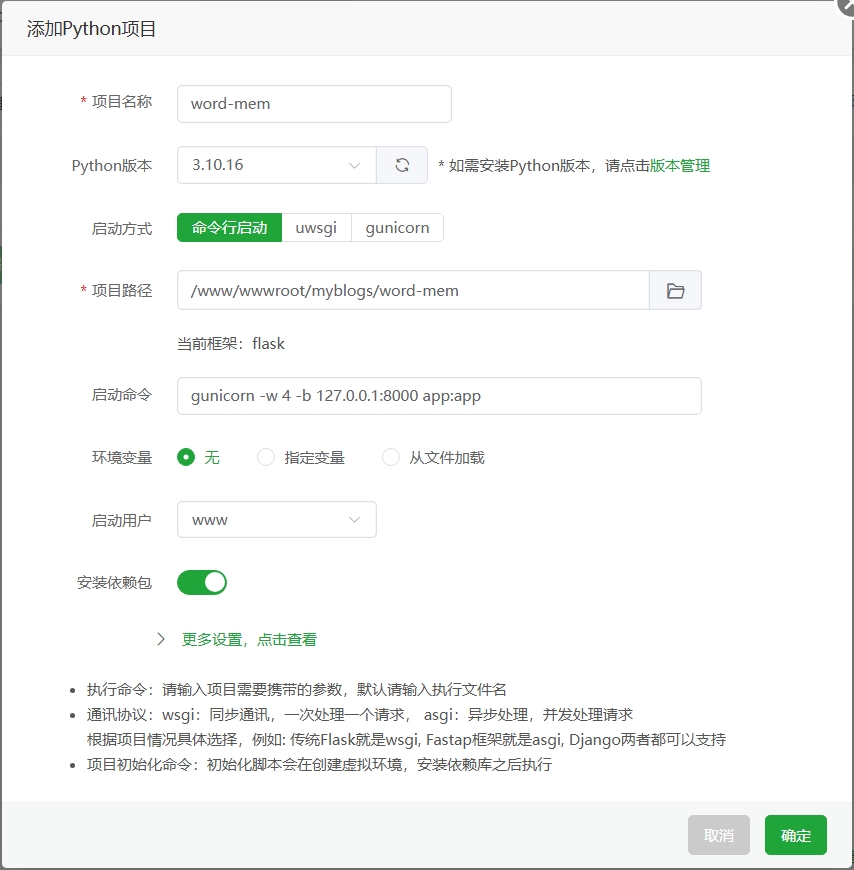 添加Python项目
* 项目名称 word-mem
Python版本 3.10.16 * 如需安装Python版本，请点击版本管理
启动方式 命令行启动 uwsgi gunicorn
* 项目路径 /www/wwwroot/myblogs/word-mem
当前框架：flask
启动命令 gunicorn -w 4 -b 127.0.0.1:8000 app:app
环境变量 无 指定变量 从文件加载
启动用户 www
安装依赖包
更多设置，点击查看
执行命令：请输入项目需要携带的参数，默认请输入执行文件名
通讯协议：wsgi：同步通讯，一次处理一个请求， asgi：异步处理，并发处理请求
根据项目情况具体选择，例如: 传统Flask就是wsgi, Fastap框架就是asgi, Django两者都可以支持
项目初始化命令：初始化脚本会在创建虚拟环境，安装依赖库之后执行
取消 确定